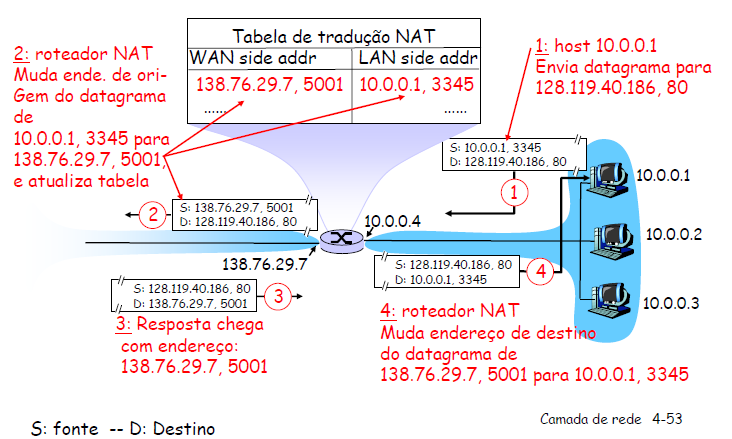 Tabela de tradução NAT
WAN side addr LAN side addr
138.76.29.7, 5001 10.0.0.1, 3345
...... ......
2: roteador NAT
Muda ende. de ori-
Gem do datagrama
de
10.0.0.1, 3345 para
138.76.29.7, 5001,
e atualiza tabela
1: host 10.0.0.1
Envia datagrama para
128.119.40.186, 80
S: 10.0.0.1, 3345
D: 128.119.40.186, 80
1
10.0.0.1
S: 138.76.29.7, 5001
D: 128.119.40.186, 80
2
10.0.0.4
10.0.0.2
138.76.29.7
S: 128.119.40.186, 80
D: 10.0.0.1, 3345
4
S: 128.119.40.186, 80
D: 138.76.29.7, 5001
3
10.0.0.3
3: Resposta chega
com endereço:
138.76.29.7, 5001
4: roteador NAT
Muda endereço de destino
do datagrama de
138.76.29.7, 5001 para 10.0.0.1, 3345
S: fonte -- D: Destino
Camada de rede 4-53